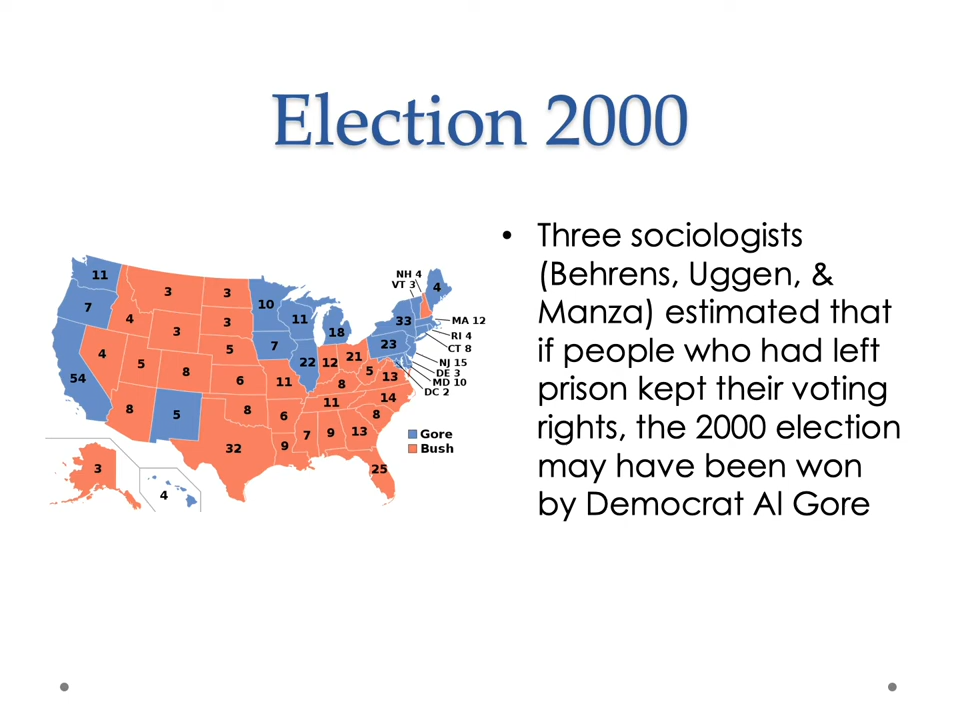 Election 2000
• Three sociologists
(Behrens, Uggen, &
Manza) estimated that
if people who had left
prison kept their voting
rights, the 2000 election
may have been won
by Democrat Al Gore
11
7
54
4
4
5
3
3
8
8
5
3
3
5
6
8
32
10
7
11
6
9
11
22
18
12
21
8
11
7
9
13
25
5
13
14
8
23
33
4
NH 4
VT 3
MA 12
RI 4
CT 8
NJ 15
DE 3
MD 10
DC 2
3
4
Gore
Bush